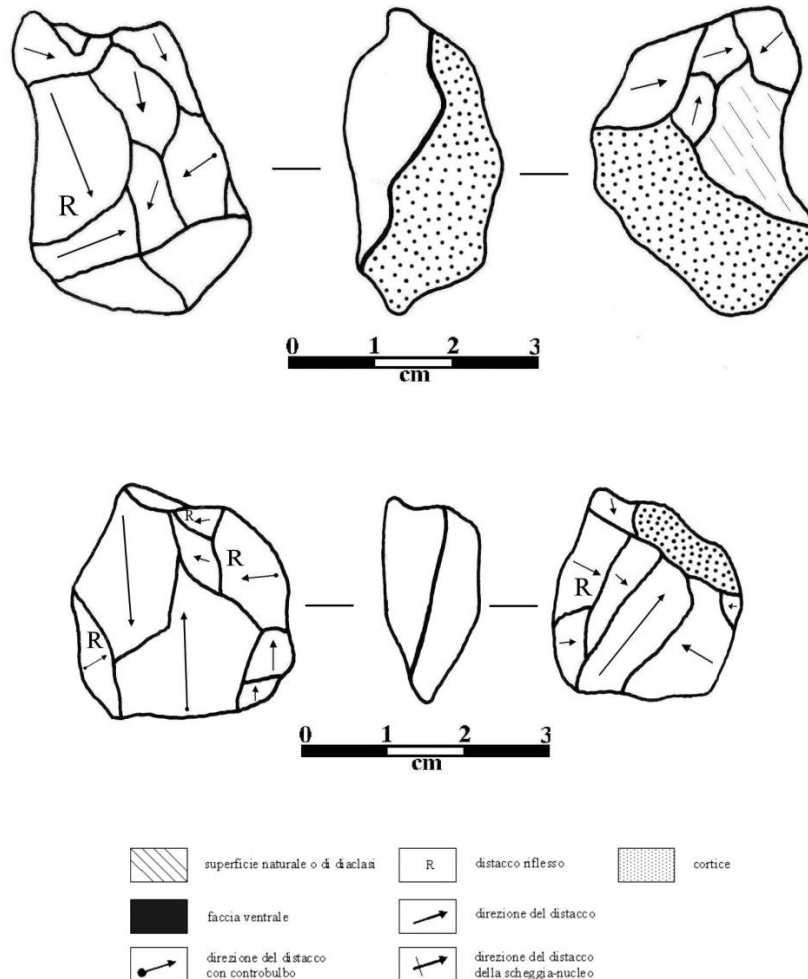 R
0 1 2 3
cm
R
R
R
R
0 1 2 3
cm
superficie naturale o di diaclasi
R
distacco riflesso
cortice
faccia ventrale
direzione del distacco
direzione del distacco
con controbulbo
direzione del distacco
della scheggia-nucleo